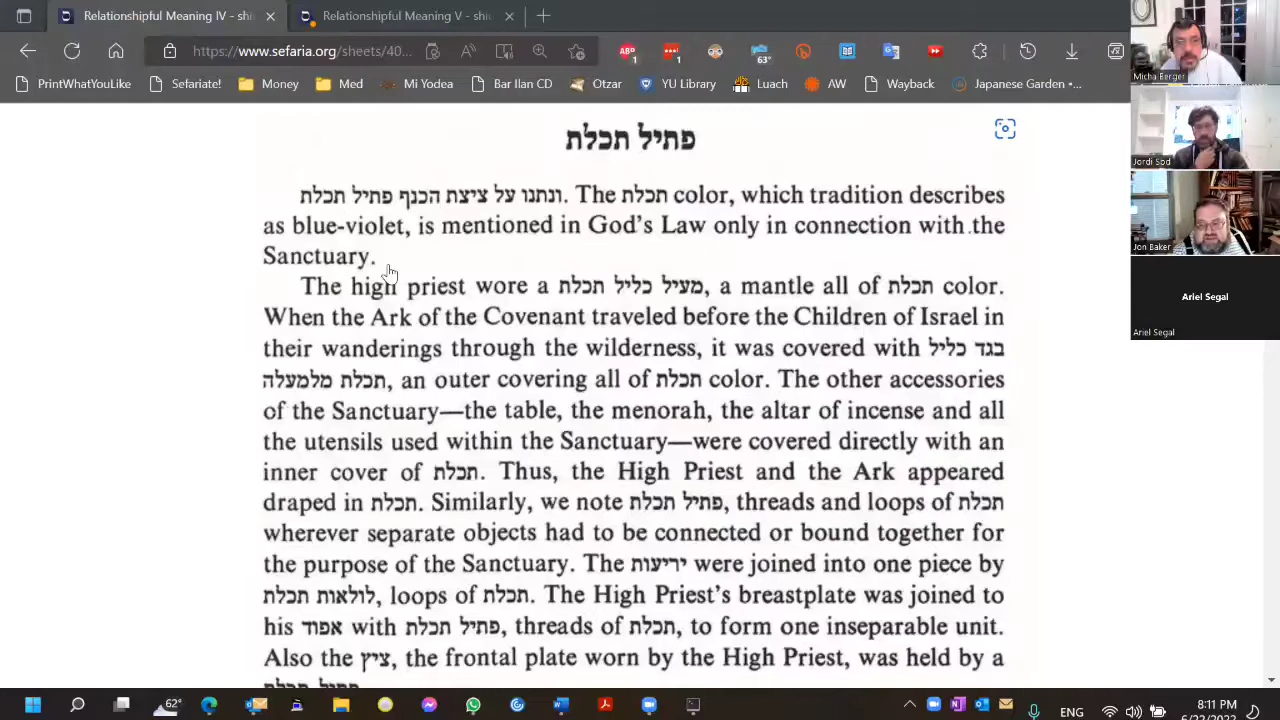 Relationshipful Meaning IV - shi
Relationshipful Meaning V - shi
https://www.sefaria.org/sheets/40...
ABP
1
1
63°
PrintWhatYouLike
Sefariate!
Money
Med
Mi Yoc
Bar Ilan CD
Otzar
YU Library
Luach
AW
Wayback
Japanese Garden •...
פתיל תכלת
ונתנו על ציצת הכנף פתיל תכלת. The תכלת color, which tradition describes
as blue-violet, is mentioned in God's Law only in connection with the
Sanctuary.
The high priest wore a מעיל כליל תכלת, a mantle all of תכלת color.
When the Ark of the Covenant traveled before the Children of Israel in
their wanderings through the wilderness, it was covered with בגד כליל
תכלת מלמעלה, an outer covering all of תכלת color. The other accessories
of the Sanctuary—the table, the menorah, the altar of incense and all
the utensils used within the Sanctuary—were covered directly with an
inner cover of תכלת. Thus, the High Priest and the Ark appeared
draped in תכלת. Similarly, we note פתיל תכלת, threads and loops of תכלת
wherever separate objects had to be connected or bound together for
the purpose of the Sanctuary. The יריעות were joined into one piece by
לולאות תכלת, loops of תכלת. The High Priest's breastplate was joined to
his אפוד with פתיל תכלת, threads of תכלת, to form one inseparable unit.
Also the ציץ, the frontal plate worn by the High Priest, was held by a
פתיל תכלת
Micha Berger
Jordi Sod
Jon Baker
Ariel Segal
Ariel Segal
62°
ENG
8:11 PM